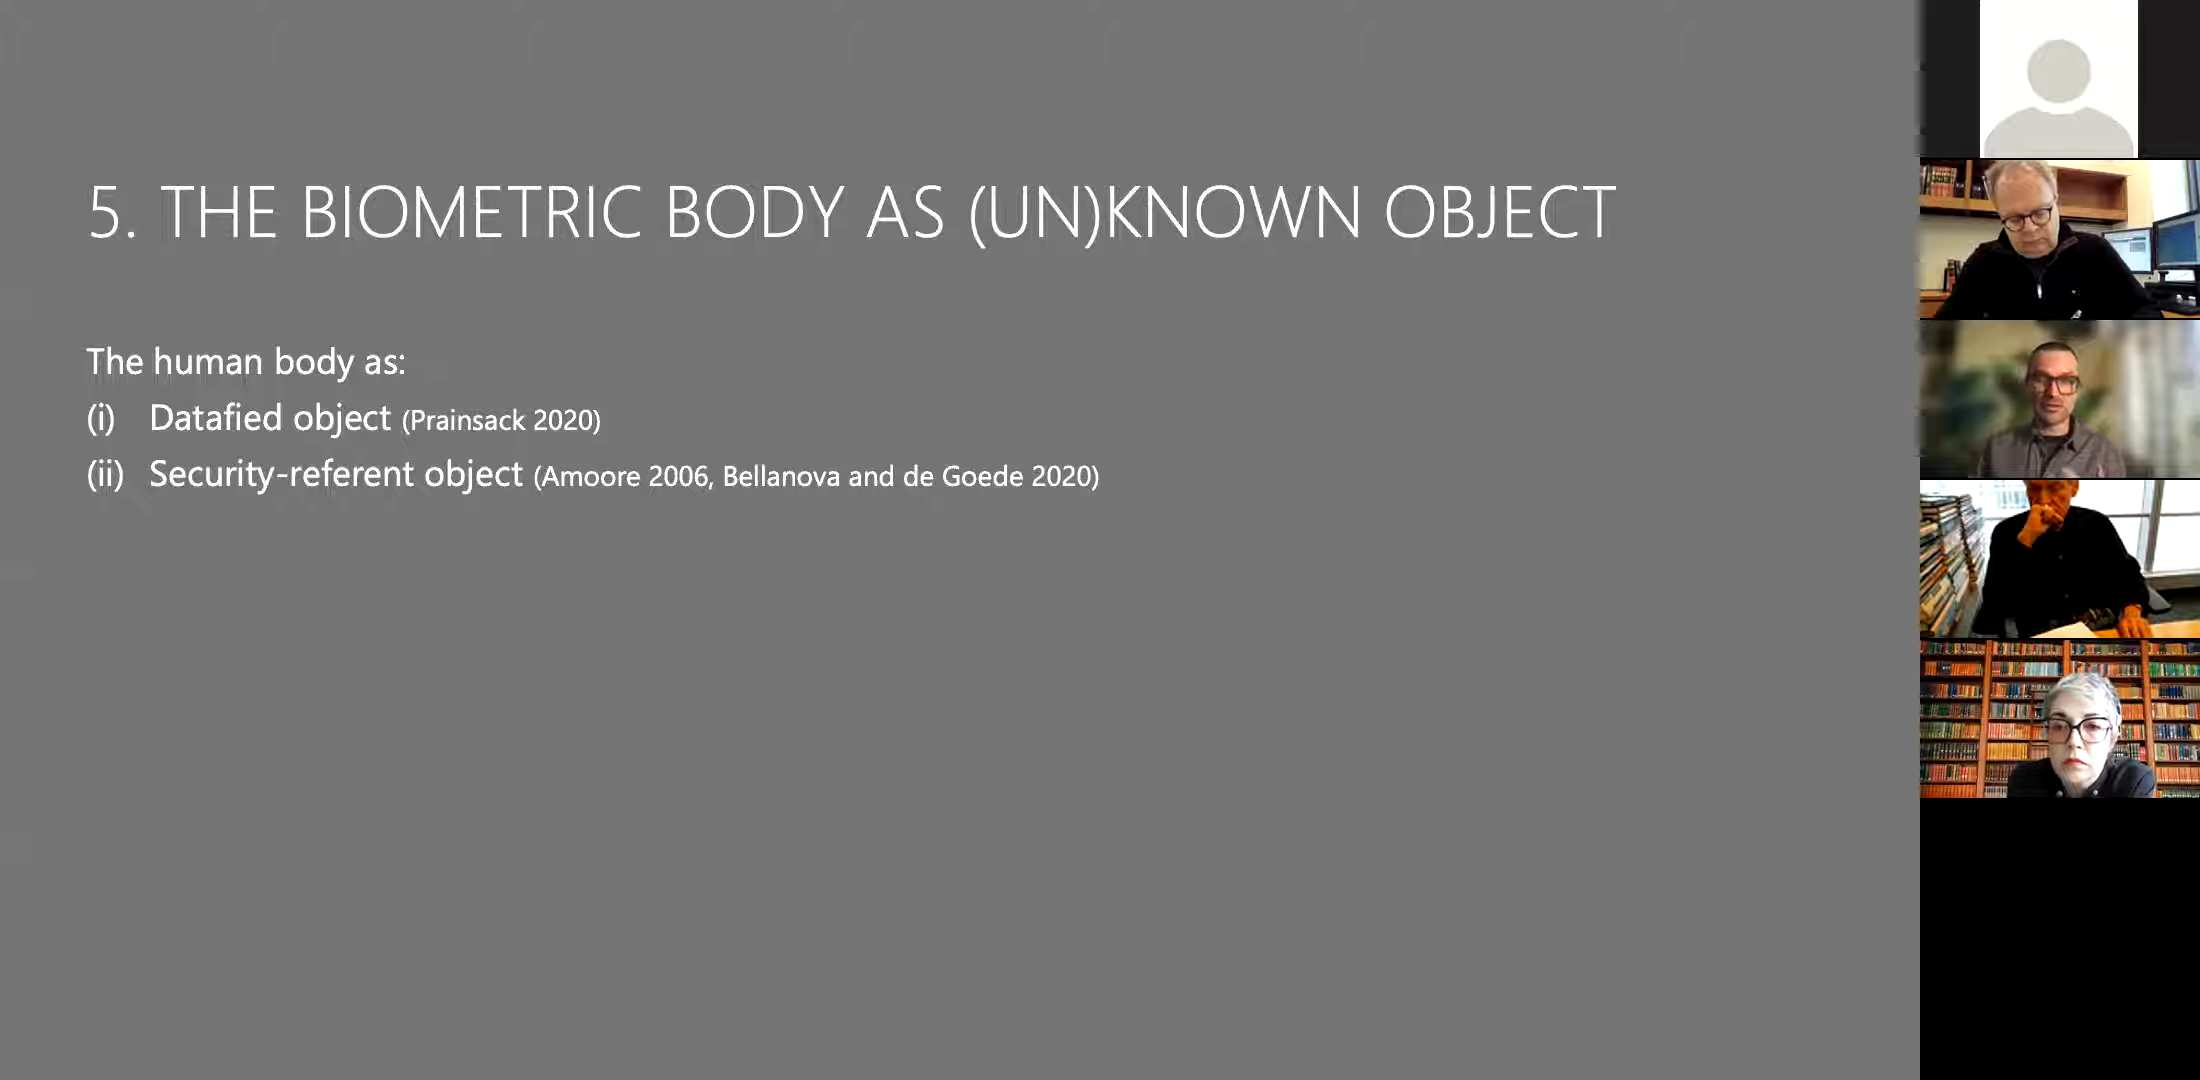 5. THE BIOMETRIC BODY AS (UN)KNOWN OBJECT
The human body as:
(i) Datafied object (Prainsack 2020)
(ii) Security-referent object (Amoore 2006, Bellanova and de Goede 2020)